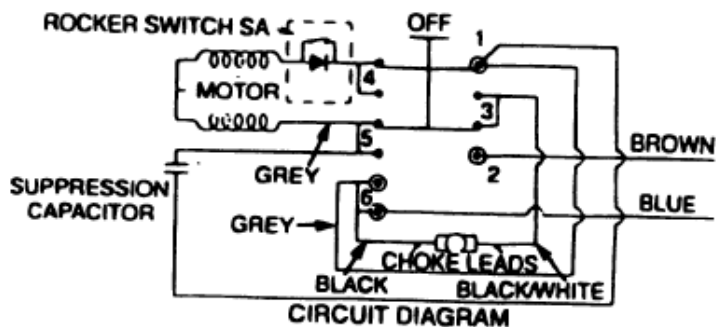 ROCKER SWITCH SA
OFF
1
4
MOTOR
3
5
BROWN
GREY
2
SUPPRESSION
CAPACITOR
6
BLUE
GREY
CHOKE LEADS
BLACK
BLACK/WHITE
CIRCUIT DIAGRAM